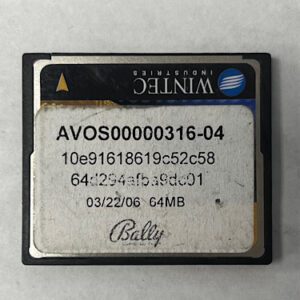 WINTEC
INDUSTRIES
AVOS00000316-04
10e91618619c52c58
64d294afba9dc01
03/22/06 64MB
Bally